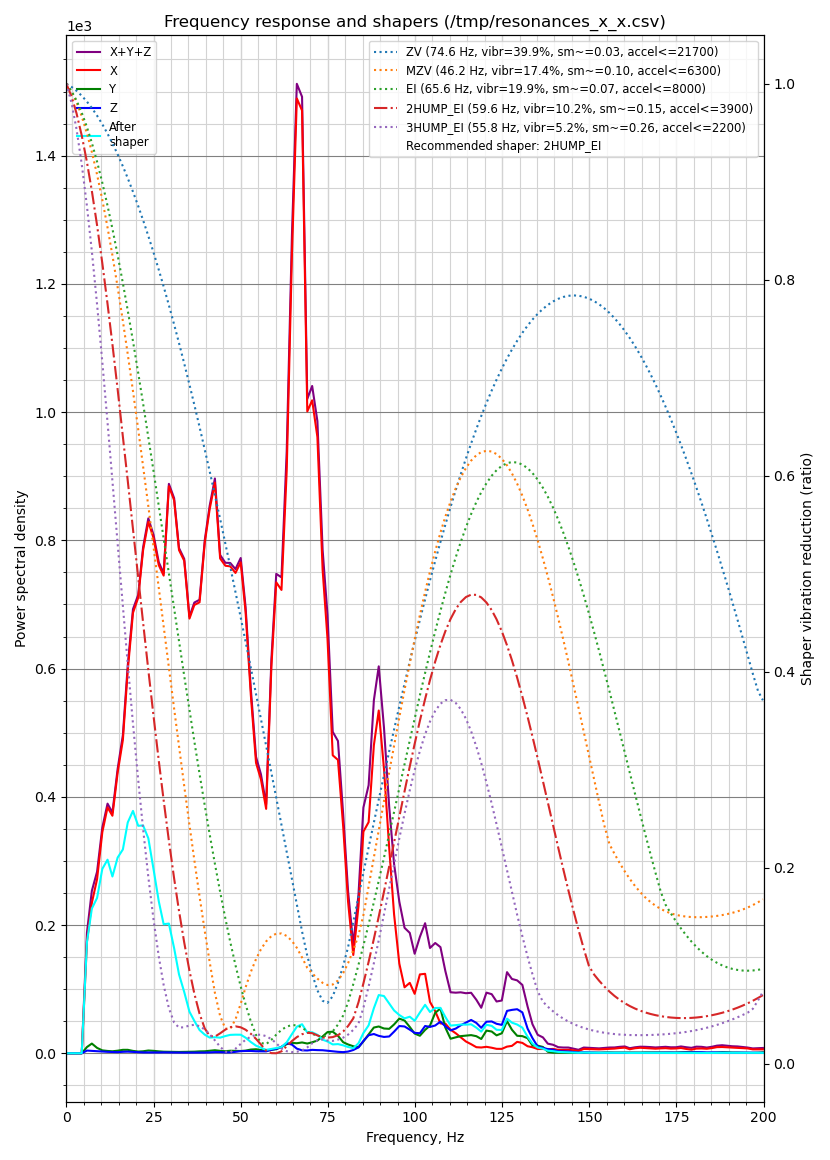 Frequency response and shapers (/tmp/resonances_x_x.csv)
1e3
X+Y+Z
X
Y
Z
After
shaper
ZV (74.6 Hz, vibr=39.9%, sm~=0.03, accel<=21700)
MZV (46.2 Hz, vibr=17.4%, sm~=0.10, accel<=6300)
EI (65.6 Hz, vibr=19.9%, sm~=0.07, accel<=8000)
2HUMP_EI (59.6 Hz, vibr=10.2%, sm~=0.15, accel<=3900)
3HUMP_EI (55.8 Hz, vibr=5.2%, sm~=0.26, accel<=2200)
Recommended shaper: 2HUMP_EI
Power spectral density
1.4
1.2
1.0
0.8
0.6
0.4
0.2
0.0
1.0
0.8
0.6
0.4
0.2
0.0
Shaper vibration reduction (ratio)
0 25 50 75 100 125 150 175 200
Frequency, Hz